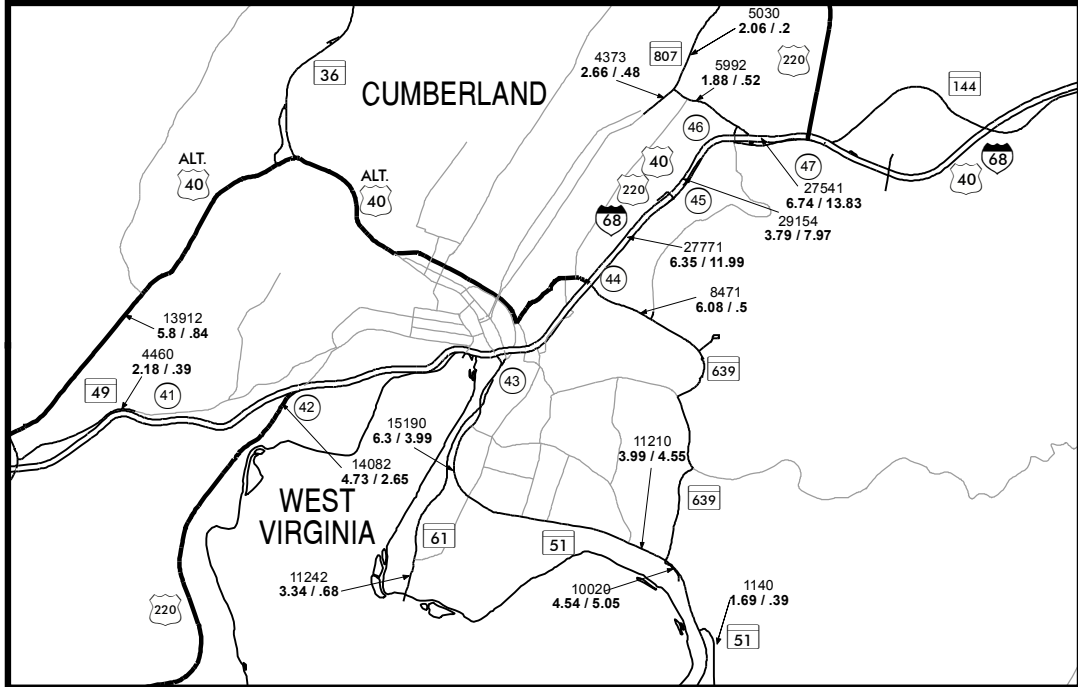 5030
2.06 / .2
807
220
4373
2.66 / .48
5992
1.88 / .52
36
CUMBERLAND
144
46
47
68
40
ALT.
40
ALT.
40
40
220
45
27541
6.74 / 13.83
29154
3.79 / 7.97
68
27771
6.35 / 11.99
44
8471
6.08 / .5
13912
5.8 / .84
4460
2.18 / .39
49
41
42
43
639
15190
6.3 / 3.99
11210
3.99 / 4.55
14082
4.73 / 2.65
WEST
VIRGINIA
639
61
51
11242
3.34 / .68
10020
4.54 / 5.05
1140
1.69 / .39
220
51